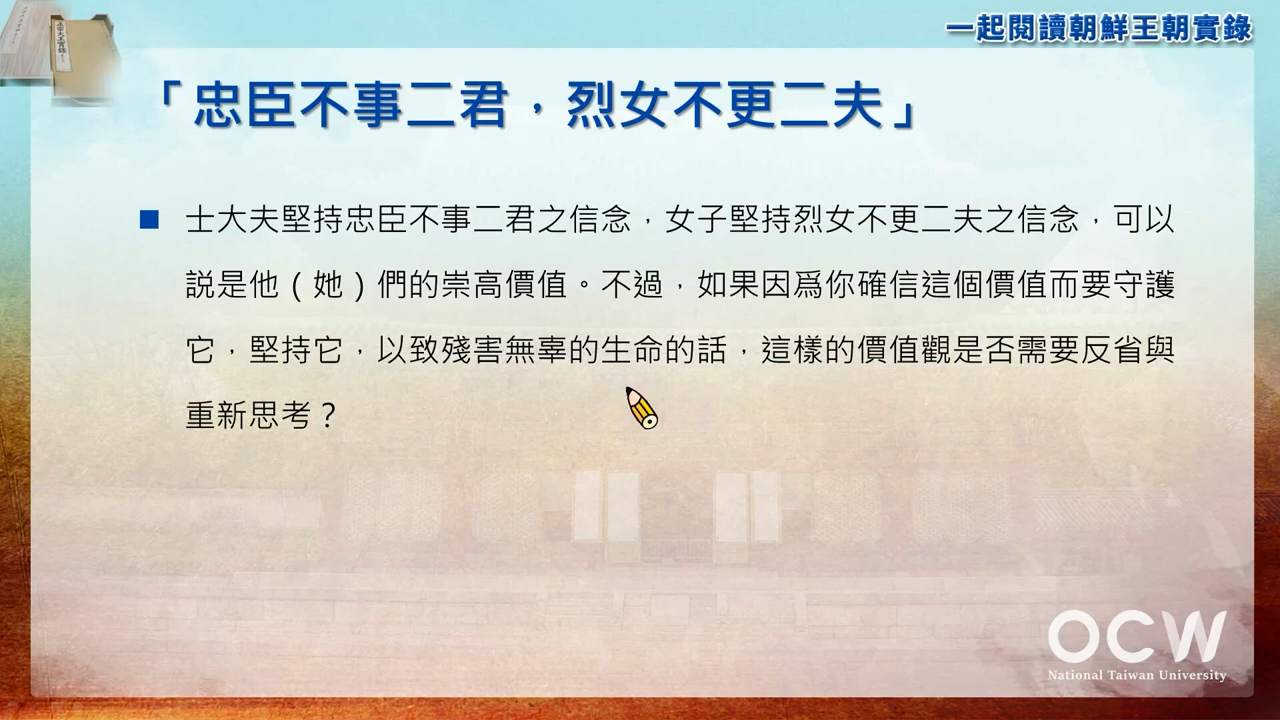 一起閱讀朝鮮王朝實錄
「忠臣不事二君，烈女不更二夫」
■ 士大夫堅持忠臣不事二君之信念，女子堅持烈女不更二夫之信念，可以
説是他（她）們的崇高價值。不過，如果因爲你確信這個價值而要守護
它，堅持它，以致殘害無辜的生命的話，這樣的價值觀是否需要反省與
重新思考？
OCW
National Taiwan University